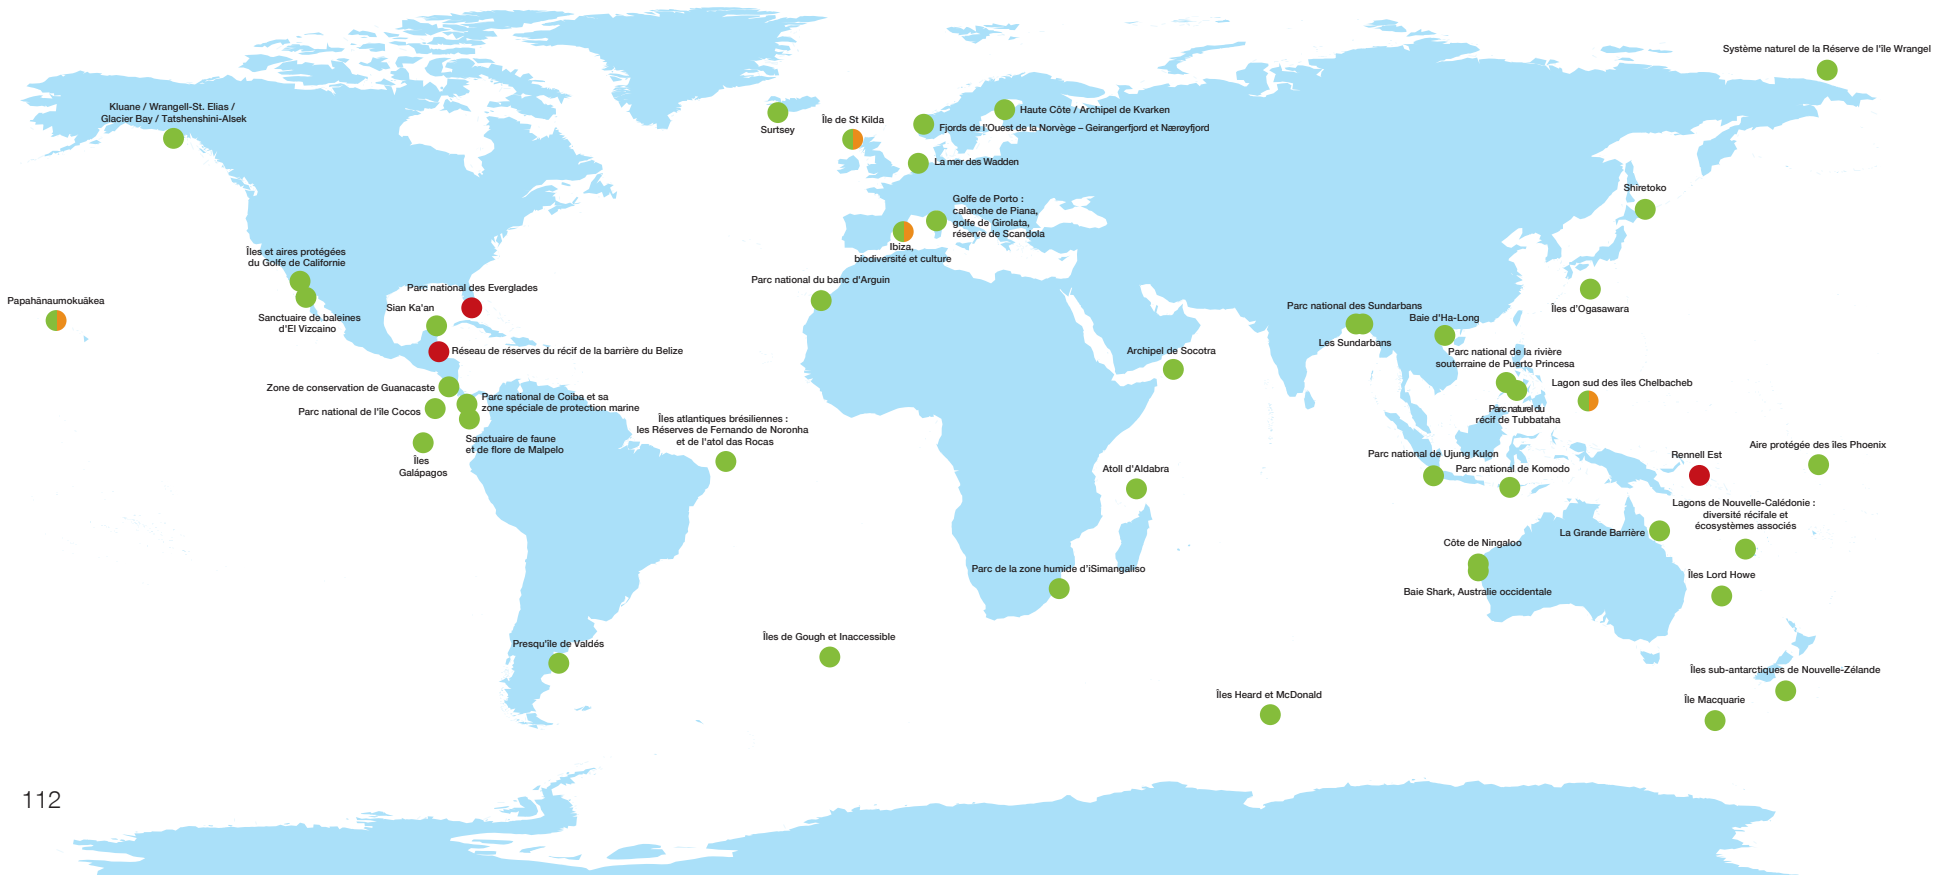 Système naturel de la Réserve de l'île Wrangel
Kluane / Wrangell-St. Elias /
Glacier Bay / Tatshenshini-Alsek
Surtsey
Île de St Kilda
Haute Côte / Archipel de Kvarken
Fjords de l'Ouest de la Norvège – Geirangerfjord et Nærøyfjord
La mer des Wadden
Shiretoko
Golfe de Porto :
calanche de Piana,
golfe de Girolata,
réserve de Scandola
Ibiza,
biodiversité et culture
Îles et aires protégées
du Golfe de Californie
Papahānaumokuākea
Sanctuaire de baleines
d'El Vizcaino
Parc national des Everglades
Sian Ka'an
Parc national du banc d'Arguin
Îles d'Ogasawara
Parc national des Sundarbans
Les Sundarbans
Baie d'Ha-Long
Réseau de réserves du récif de la barrière du Belize
Archipel de Socotra
Parc national de la rivière
souterraine de Puerto Princesa
Zone de conservation de Guanacaste
Parc national de Coiba et sa
zone spéciale de protection marine
Parc national de l'île Cocos
Lagon sud des îles Chelbacheb
Parc naturel du
récif de Tubbataha
Îles atlantiques brésiliennes :
les Réserves de Fernando de Noronha
et de l'atol das Rocas
Sanctuaire de faune
et de flore de Malpelo
Îles
Galápagos
Aire protégée des îles Phoenix
Rennell Est
Parc national de Ujung Kulon
Parc national de Komodo
Atoll d'Aldabra
Lagons de Nouvelle-Calédonie :
diversité récifale et
écosystèmes associés
La Grande Barrière
Côte de Ningaloo
Baie Shark, Australie occidentale
Îles Lord Howe
Parc de la zone humide d'iSimangaliso
Îles de Gough et Inaccessible
Presqu'île de Valdés
Îles sub-antarctiques de Nouvelle-Zélande
Îles Heard et McDonald
Île Macquarie
112